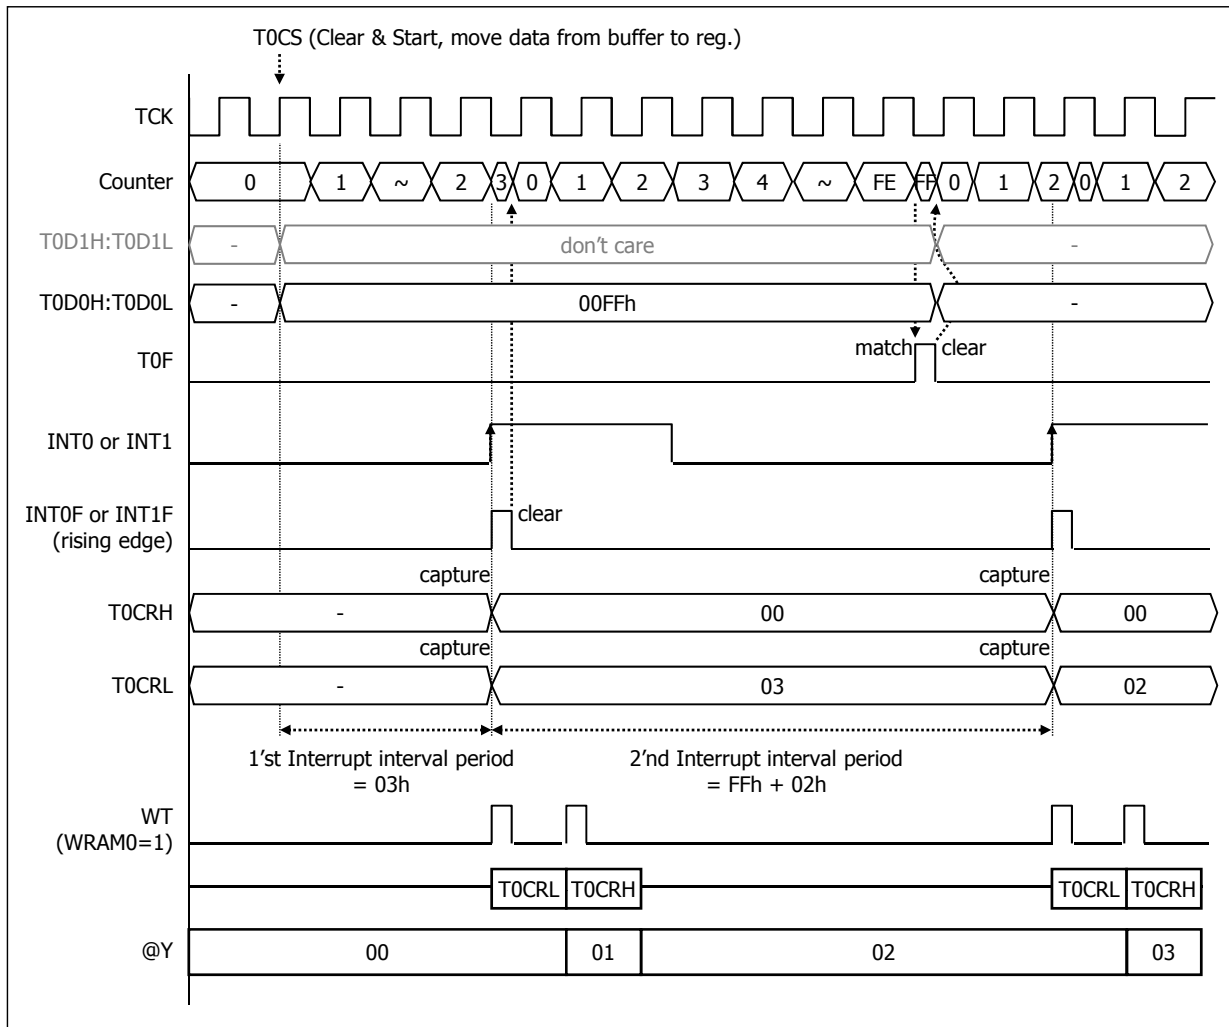 T0CS (Clear & Start, move data from buffer to reg.)
TCK
Counter 0 1 ~ 2 3 0 1 2 3 4 ~ FE FF 0 1 2 0 1 2
T0D1H:T0D1L - don't care -
T0D0H:T0D0L - 00FFh -
T0F match clear
INT0 or INT1
INT0F or INT1F clear
(rising edge)
capture capture
T0CRH - 00 00
capture capture
T0CRL - 03 02
1'st Interrupt interval period 2'nd Interrupt interval period
= 03h = FFh + 02h
WT
(WRAM0=1)
T0CRL T0CRH T0CRL T0CRH
@Y 00 01 02 03